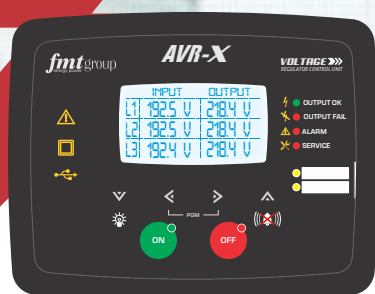 fmt group
energy power
AVR-X
VOLTAGE
REGULATOR CONTROL UNIT
INPUT OUTPUT
L1 192.5 V 218.4 V
L2 192.5 V 218.4 V
L3 192.4 V 218.4 V
OUTPUT OK
OUTPUT FAIL
ALARM
SERVICE
PGM
ON
OFF